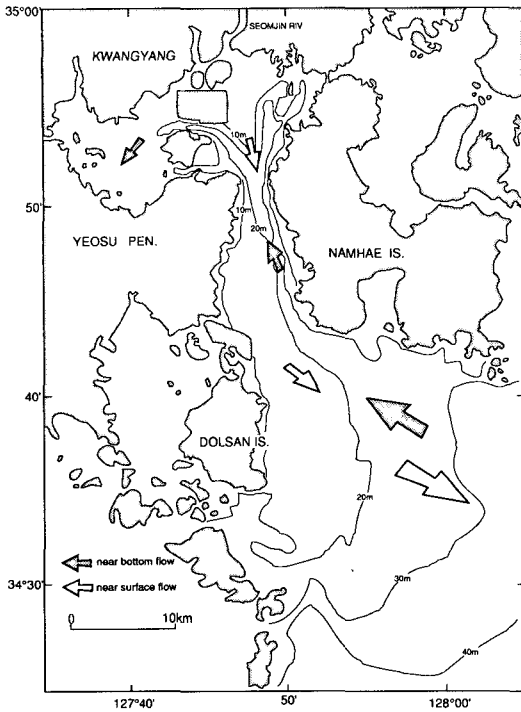 35°00'
SEOMJIN RIV
KWANGYANG
10m
50'
10m
YEOSU PEN.
20m
NAMHAE IS.
40'
DOLSAN IS.
20m
near bottom flow
near surface flow
34°30'
30m
0 10km
40m
127°40' 50' 128°00'